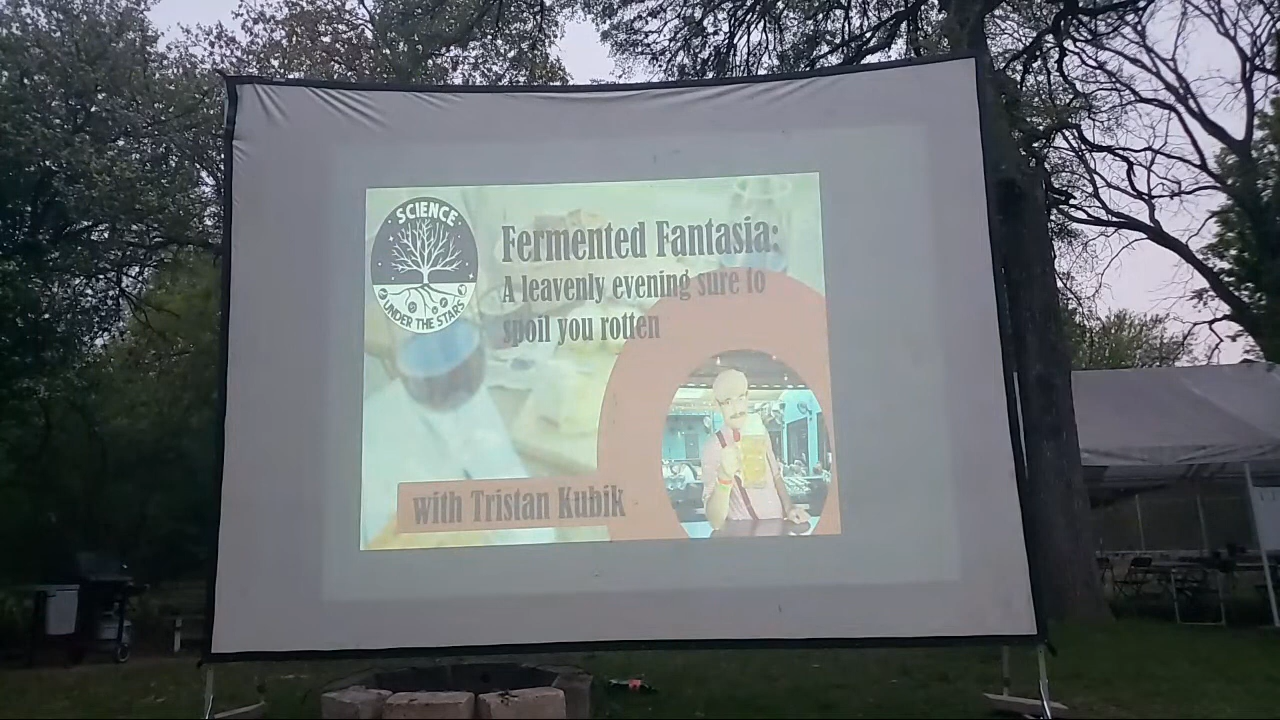 SCIENCE
UNDER THE STARS
Fermented Fantasia:
A leavenly evening sure to
spoil you rotten
with Tristan Kubik